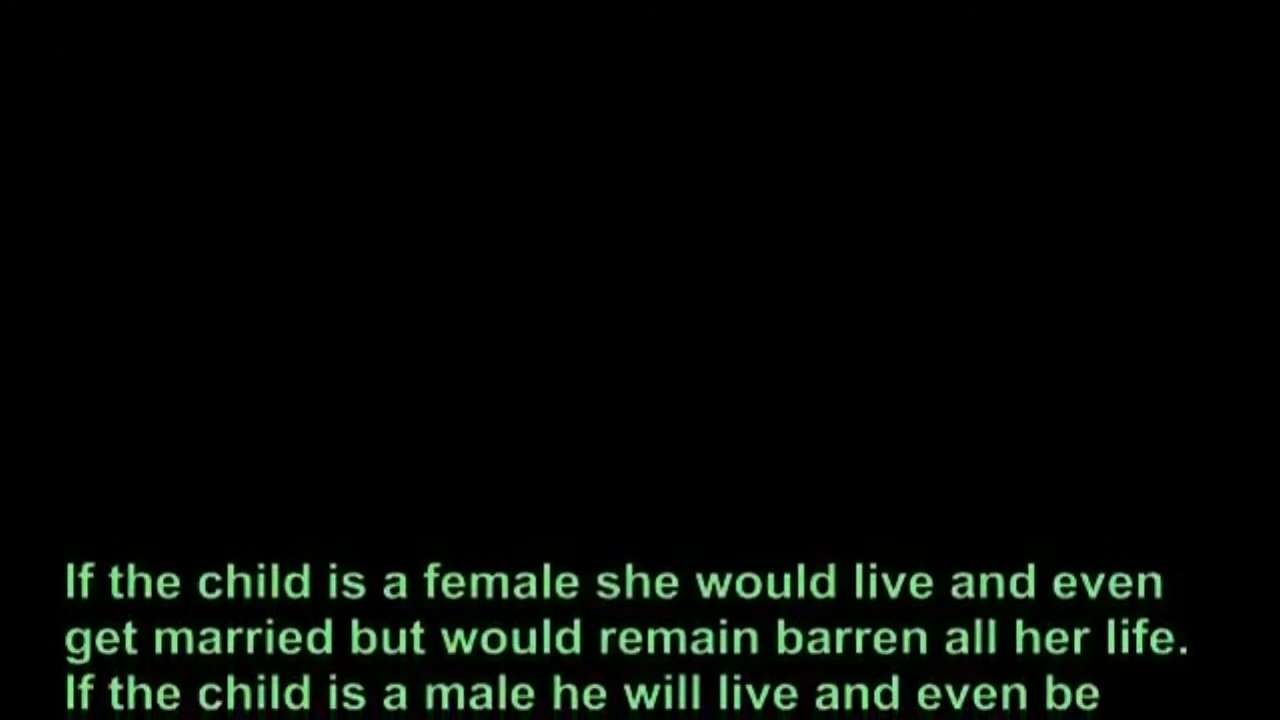 If the child is a female she would live and even
get married but would remain barren all her life.
If the child is a male he will live and even be